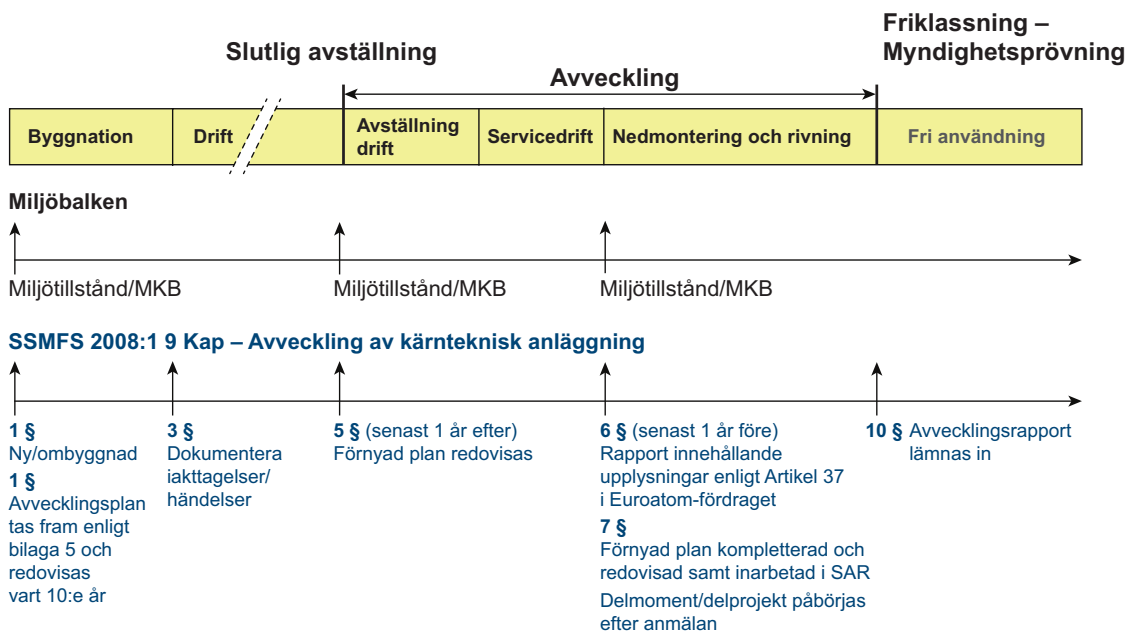 Slutlig avställning
Friklassning –
Myndighetsprövning
Avveckling
Byggnation
Drift
Avställning
drift
Servicedrift
Nedmontering och rivning
Fri användning
Miljöbalken
Miljötillstånd/MKB
Miljötillstånd/MKB
Miljötillstånd/MKB
SSMFS 2008:1 9 Kap – Avveckling av kärnteknisk anläggning
1 §
Ny/ombyggnad
1 §
Avvecklingsplan
tas fram enligt
bilaga 5 och
redovisas
vart 10:e år
3 §
Dokumentera
iakttagelser/
händelser
5 § (senast 1 år efter)
Förnyad plan redovisas
6 § (senast 1 år före)
Rapport innehållande
upplysningar enligt Artikel 37
i Euroatom-fördraget
7 §
Förnyad plan kompletterad och
redovisad samt inarbetad i SAR
Delmoment/delprojekt påbörjas
efter anmälan
10 § Avvecklingsrapport
lämnas in